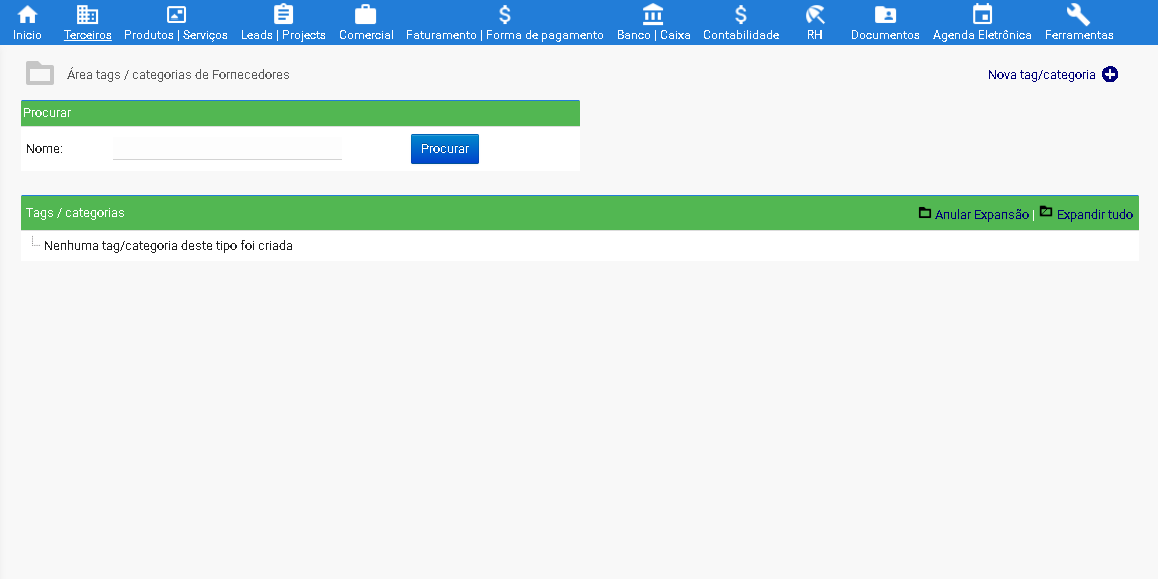 Início Terceiros Produtos | Serviços Leads | Projects Comercial Faturamento | Forma de pagamento Banco | Caixa Contabilidade RH Documentos Agenda Eletrônica Ferramentas
Área tags / categorias de Fornecedores Nova tag/categoria
Procurar
Nome: Procurar
Tags / categorias Anular Expansão | Expandir tudo
Nenhuma tag/categoria deste tipo foi criada